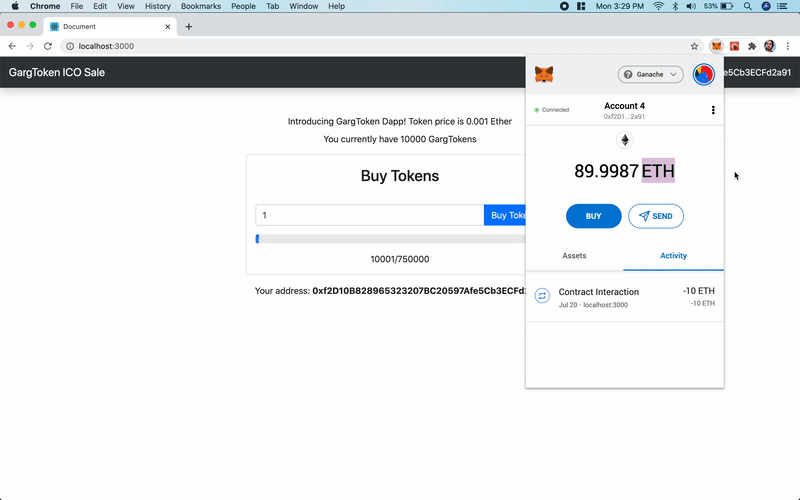 Chrome File Edit View History Bookmarks People Tab Window Help
Mon 3:29 PM 53%
Document
localhost:3000
GargToken ICO Sale
e5Cb3ECFd2a91
Introducing GargToken Dapp! Token price is 0.001 Ether
You currently have 10000 GargTokens
Buy Tokens
1
Buy Toke
10001/750000
Your address: 0xf2D10B828965323207BC20597Afe5Cb3ECFd2
Ganache
Connected
Account 4
0xf2D1...2a91
89.9987 ETH
BUY
SEND
Assets
Activity
Contract Interaction
-10 ETH
Jul 20 · localhost:3000
-10 ETH